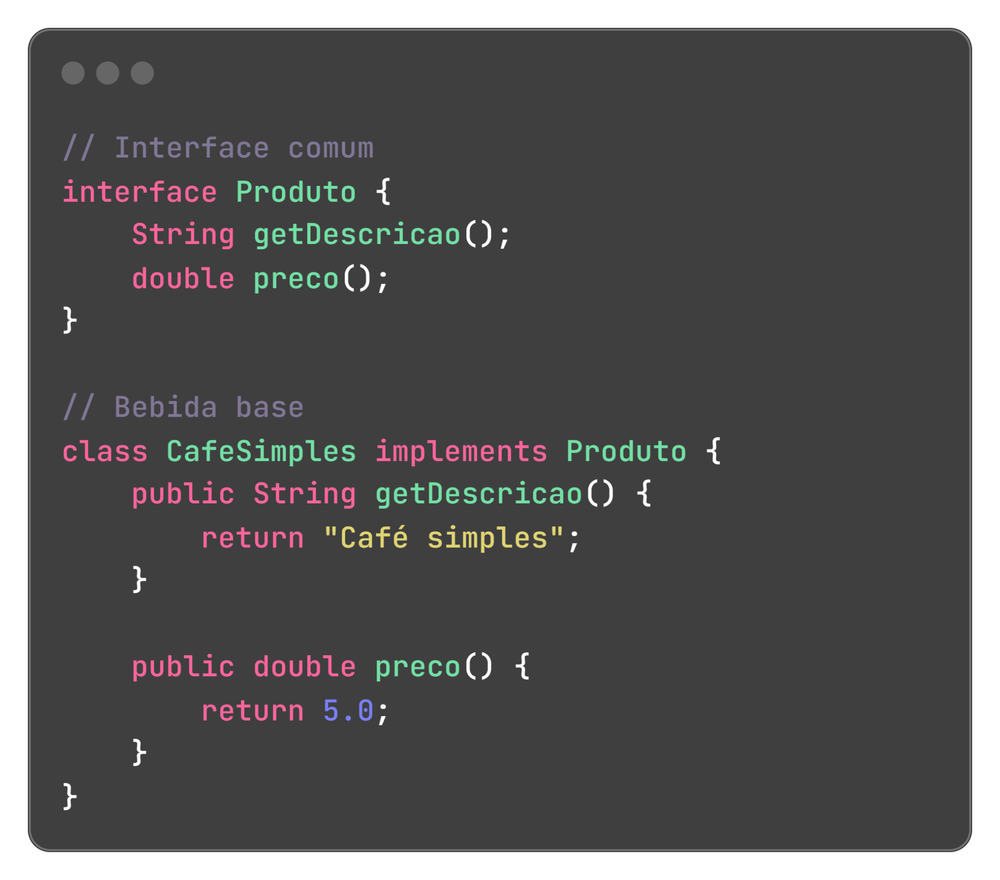 // Interface comum
interface Produto {
    String getDescricao();
    double preco();
}

// Bebida base
class CafeSimples implements Produto {
    public String getDescricao() {
        return "Café simples";
    }

    public double preco() {
        return 5.0;
    }
}